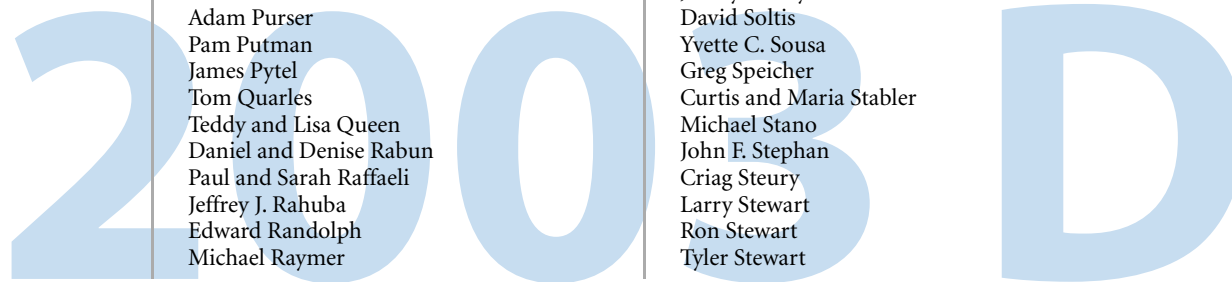 Adam Purser
Pam Putman
James Pytel
Tom Quarles
Teddy and Lisa Queen
Daniel and Denise Rabun
Paul and Sarah Raffaeli
Jeffrey J. Rahuba
Edward Randolph
Michael Raymer
David Soltis
Yvette C. Sousa
Greg Speicher
Curtis and Maria Stabler
Michael Stano
John F. Stephan
Criag Steury
Larry Stewart
Ron Stewart
Tyler Stewart
2003 D